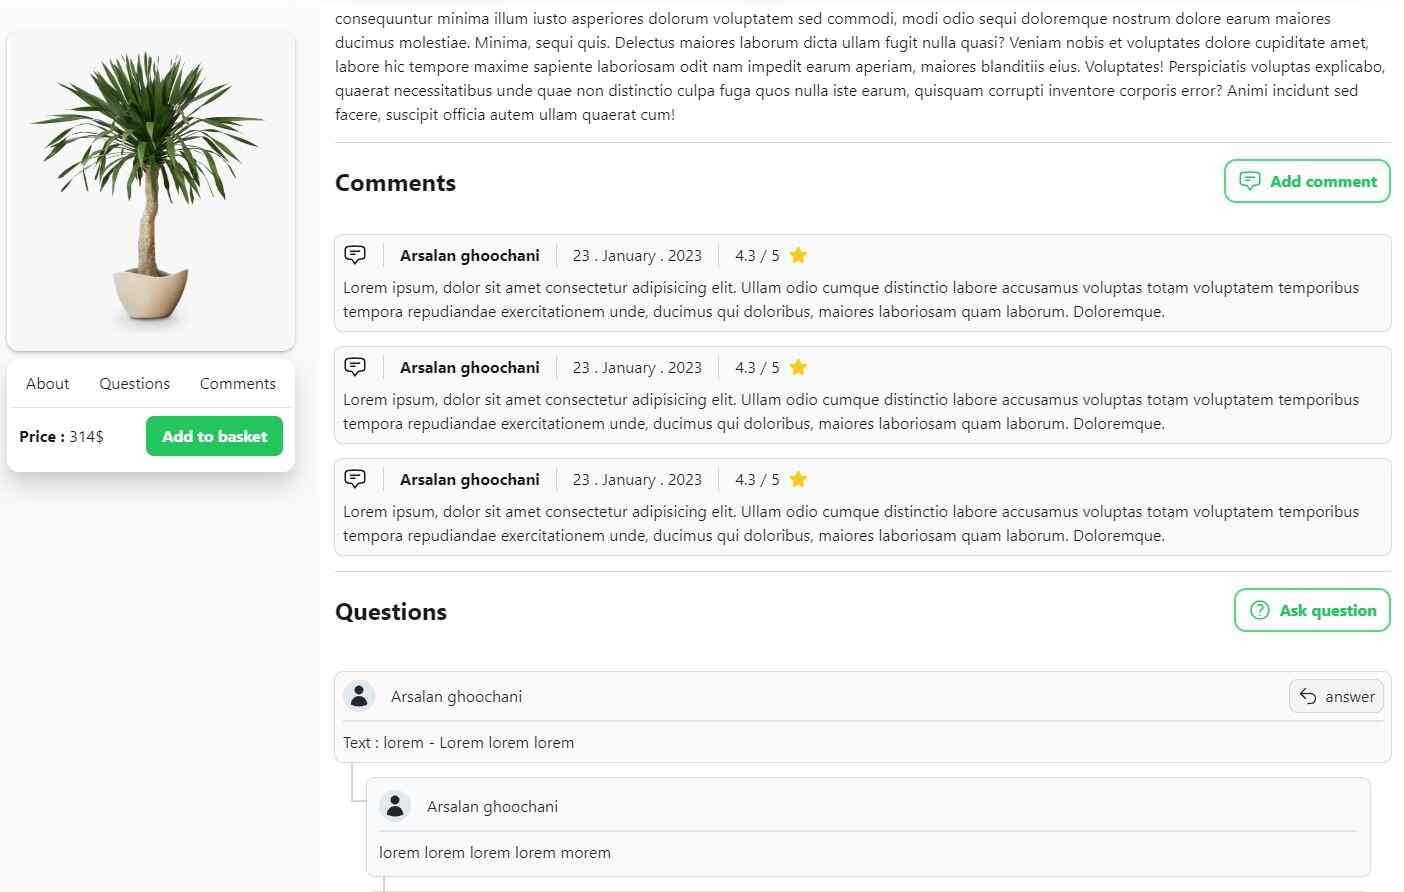 consequuntur minima illum iusto asperiores dolorum voluptatem sed commodi, modi odio sequi doloremque nostrum dolore earum maiores
ducimus molestiae. Minima, sequi quis. Delectus maiores laborum dicta ullam fugit nulla quasi? Veniam nobis et voluptates dolore cupiditate amet,
labore hic tempore maxime sapiente laboriosam odit nam impedit earum aperiam, maiores blanditiis eius. Voluptates! Perspiciatis voluptas explicabo,
quaerat necessitatibus unde quae non distinctio culpa fuga quos nulla iste earum, quisquam corrupti inventore corporis error? Animi incidunt sed
facere, suscipit officia autem ullam quaerat cum!
About Questions Comments
Price : 314$ Add to basket
Comments Add comment
Arsalan ghoochani 23 . January . 2023 4.3 / 5
Lorem ipsum, dolor sit amet consectetur adipisicing elit. Ullam odio cumque distinctio labore accusamus voluptas totam voluptatem temporibus
tempora repudiandae exercitationem unde, ducimus qui doloribus, maiores laboriosam quam laborum. Doloremque.
Arsalan ghoochani 23 . January . 2023 4.3 / 5
Lorem ipsum, dolor sit amet consectetur adipisicing elit. Ullam odio cumque distinctio labore accusamus voluptas totam voluptatem temporibus
tempora repudiandae exercitationem unde, ducimus qui doloribus, maiores laboriosam quam laborum. Doloremque.
Arsalan ghoochani 23 . January . 2023 4.3 / 5
Lorem ipsum, dolor sit amet consectetur adipisicing elit. Ullam odio cumque distinctio labore accusamus voluptas totam voluptatem temporibus
tempora repudiandae exercitationem unde, ducimus qui doloribus, maiores laboriosam quam laborum. Doloremque.
Questions Ask question
Arsalan ghoochani answer
Text : lorem - Lorem lorem lorem
Arsalan ghoochani
lorem lorem lorem lorem morem